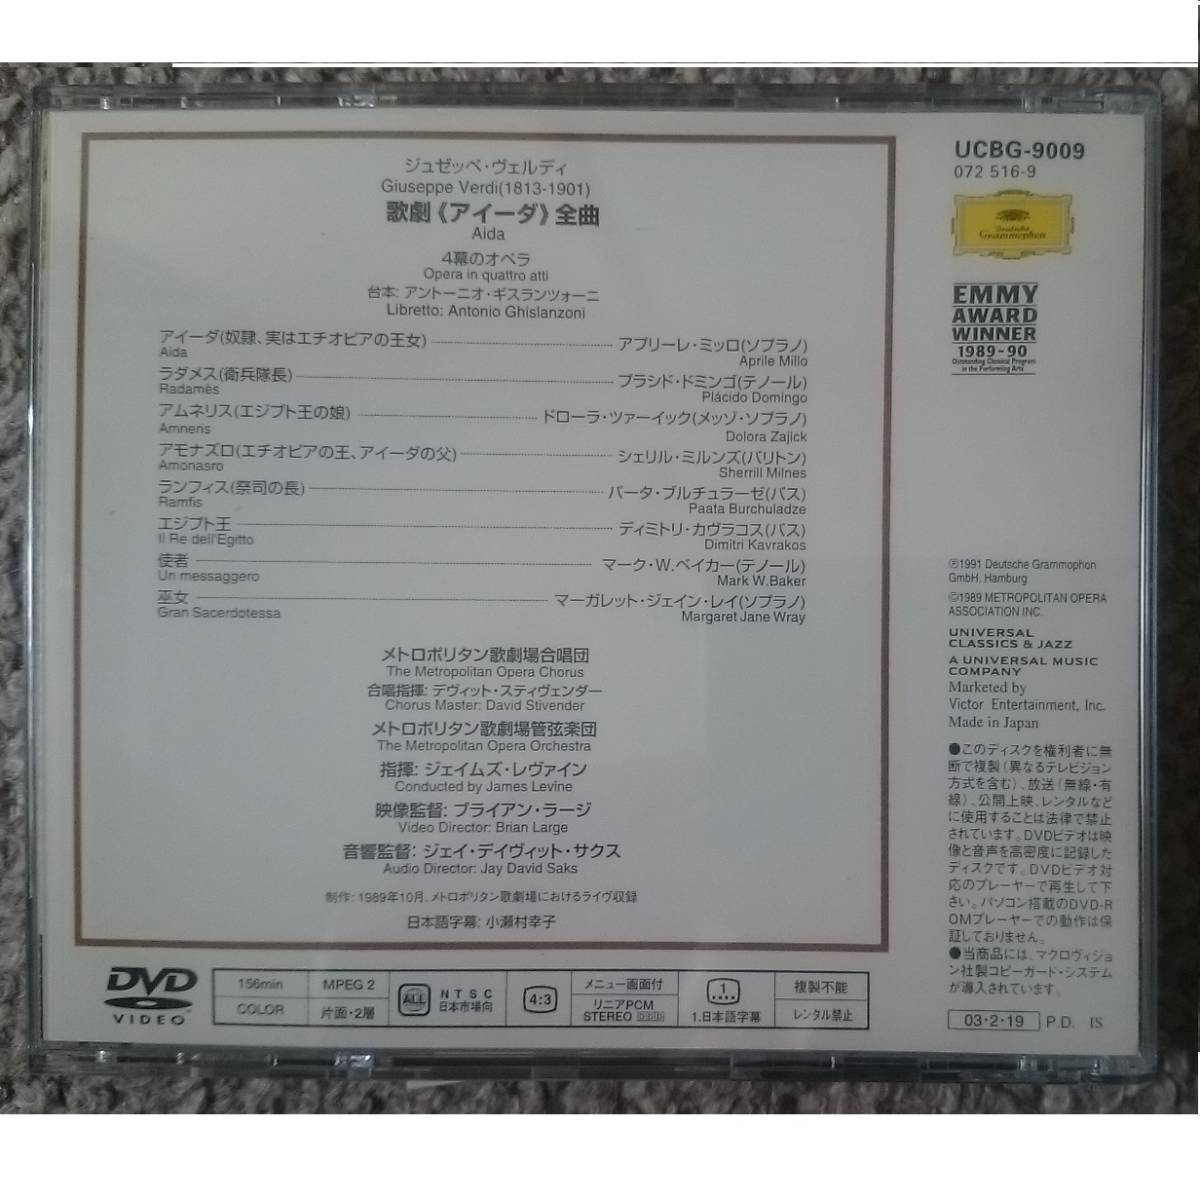 ジュゼッペ・ヴェルディ
Giuseppe Verdi(1813-1901)
歌劇《アイーダ》全曲
Aida
4幕のオペラ
Opera in quattro atti
台本: アントーニオ・ギスランツォーニ
Libretto: Antonio Ghislanzoni
アイーダ(奴隷、実はエチオピアの王女) アプリーレ・ミッロ(ソプラノ)
Aida Aprile Millo
ラダメス(衛兵隊長) プラシド・ドミンゴ(テノール)
Radamès Plácido Domingo
アムネリス(エジプト王の娘) ドローラ・ツァーイック(メッゾ・ソプラノ)
Amneris Dolora Zajick
アモナズロ(エチオピアの王、アイーダの父) シェリル・ミルンズ(バリトン)
Amonasro Sherrill Milnes
ランフィス(祭司の長) パータ・ブルチュラーゼ(バス)
Ramfis Paata Burchuladze
エジプト王 ディミトリ・カヴラコス(バス)
Il Re dell'Egitto Dimitri Kavrakos
使者 マーク・W.ベイカー(テノール)
Un messaggero Mark W.Baker
巫女 マーガレット・ジェイン・レイ(ソプラノ)
Gran Sacerdotessa Margaret Jane Wray
メトロポリタン歌劇場合唱団
The Metropolitan Opera Chorus
合唱指揮: デヴィット・スティヴェンダー
Chorus Master: David Stivender
メトロポリタン歌劇場管弦楽団
The Metropolitan Opera Orchestra
指揮: ジェイムズ・レヴァイン
Conducted by James Levine
映像監督: ブライアン・ラージ
Video Director: Brian Large
音響監督: ジェイ・デイヴィット・サクス
Audio Director: Jay David Saks
制作: 1989年10月、メトロポリタン歌劇場におけるライヴ収録
日本語字幕: 小瀬村幸子
DVD
VIDEO
156min
COLOR
MPEG 2
片面・2層
ALL
NTSC
日本市場向
4:3
メニュー画面付
リニアPCM
STEREO DDD
1
1.日本語字幕
複製不能
レンタル禁止
UCBG-9009
072 516-9
Deutsche
Grammophon
EMMY
AWARD
WINNER
1989-90
Outstanding Classical Program
in the Performing Arts
℗1991 Deutsche Grammophon
GmbH, Hamburg
©1989 METROPOLITAN OPERA
ASSOCIATION INC.
UNIVERSAL
CLASSICS & JAZZ
A UNIVERSAL MUSIC
COMPANY
Marketed by
Victor Entertainment, Inc.
Made in Japan
●このディスクを権利者に無
断で複製(異なるテレビジョン
方式を含む)、放送(無線・有
線)、公開上映、レンタルなど
に使用することは法律で禁止
されています。DVDビデオは映
像と音声を高密度に記録した
ディスクです。DVDビデオ対
応のプレーヤーで再生して下
さい。パソコン搭載のDVD-R
OMプレーヤーでの動作は保
証しておりません。
●当商品には、マクロヴィジョ
ン社製コピーガード・システム
が導入されています。
03・2・19 P.D. IS